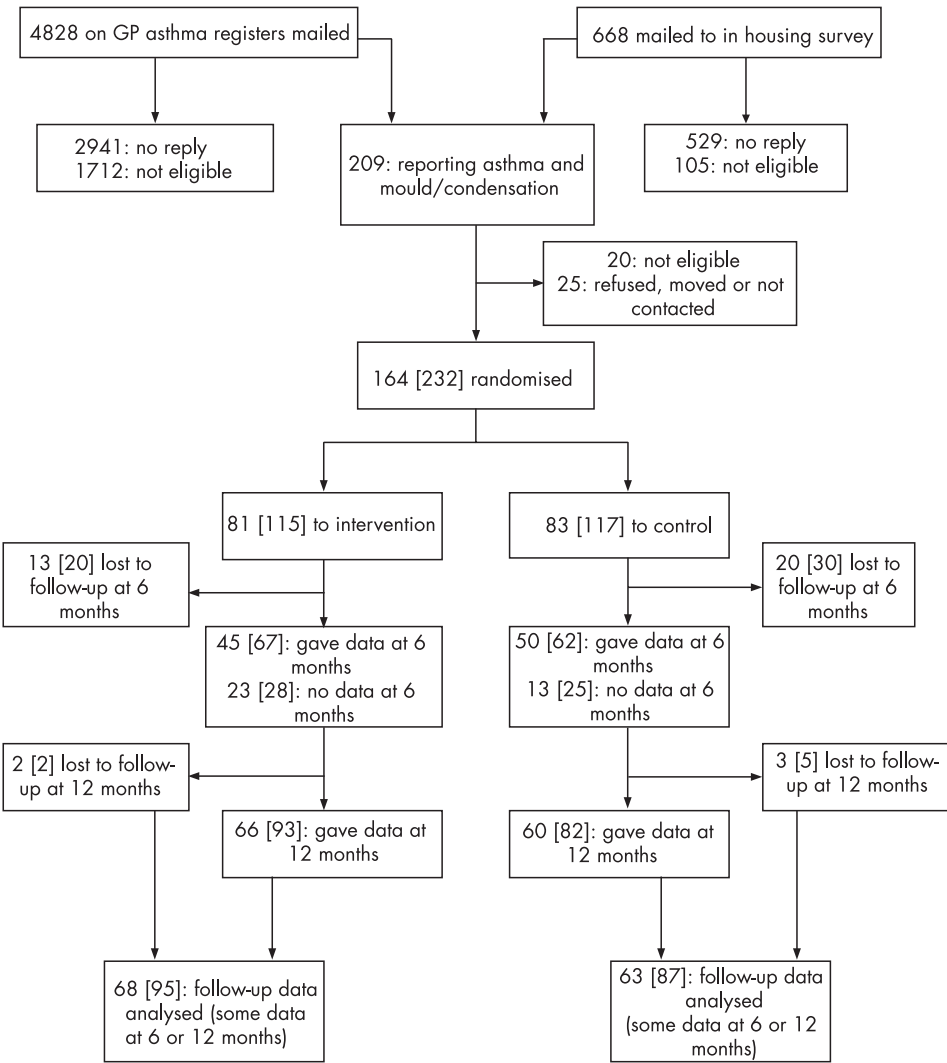 4828 on GP asthma registers mailed
668 mailed to in housing survey
2941: no reply
1712: not eligible
209: reporting asthma and
mould/condensation
529: no reply
105: not eligible
20: not eligible
25: refused, moved or not
contacted
164 [232] randomised
81 [115] to intervention
83 [117] to control
13 [20] lost to
follow-up at 6
months
20 [30] lost to
follow-up at 6
months
45 [67]: gave data at 6
months
23 [28]: no data at 6
months
50 [62]: gave data at 6
months
13 [25]: no data at 6
months
2 [2] lost to follow-
up at 12 months
3 [5] lost to follow-
up at 12 months
66 [93]: gave data at
12 months
60 [82]: gave data at
12 months
68 [95]: follow-up data
analysed (some data
at 6 or 12 months)
63 [87]: follow-up data
analysed
(some data at 6 or 12
months)